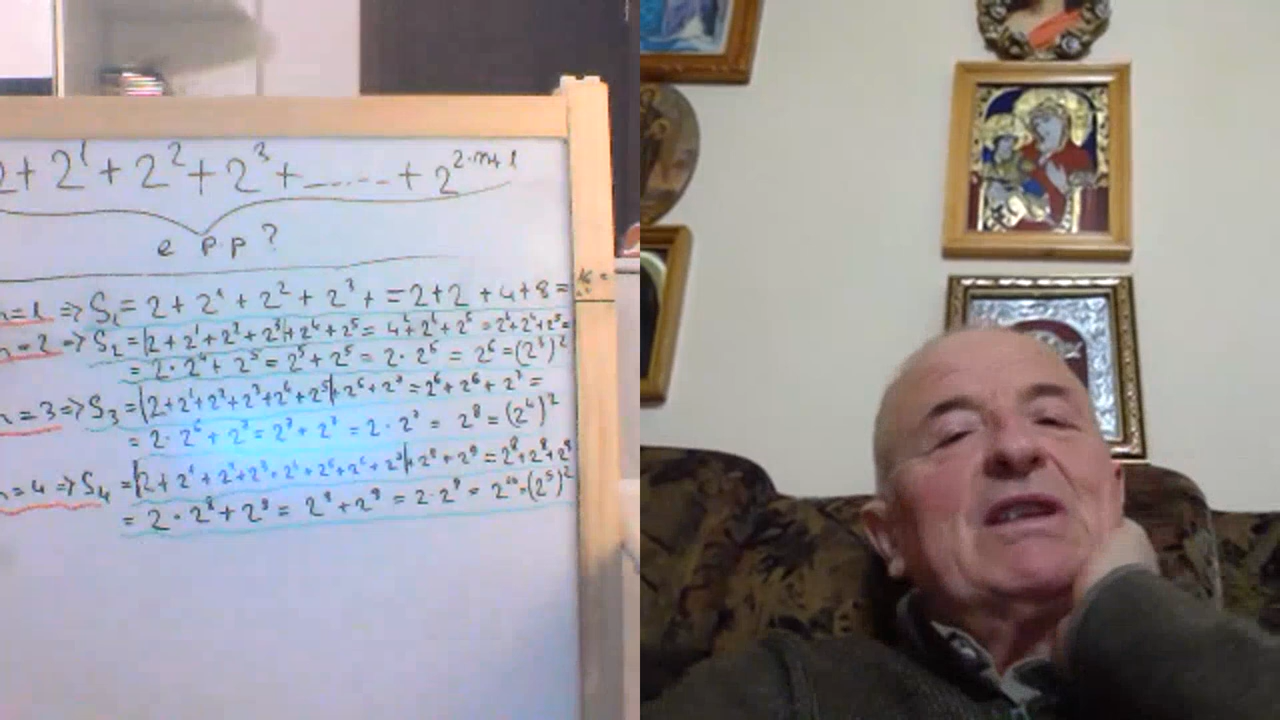 2+2¹+2²+2³+.....+2^{2·n+1}
e p.p ?
n=1 => S₁= 2+2¹+2²+2³+ =2+2+4+8= 16=
n=2 => S₂=|2+2¹+2²+2³|+2⁴+2⁵= 4²+2⁴+2⁵ =2⁴+2⁴+2⁵=
= 2·2⁴+2⁵=2⁵+2⁵=2·2⁵=2⁶=(2³)²
n=3=>S₃=|2+2¹+2²+2³+2⁴+2⁵|+2⁶+2⁷=2⁶+2⁶+2⁷=
=2·2⁶+2⁷=2⁷+2⁷=2·2⁷=2⁸=(2⁴)²
n=4 =>S₄=|2+2¹+2²+2³+2⁴+2⁵+2⁶+2⁷|+2⁸+2⁹=2⁸+2⁸+2⁹
=2·2⁸+2⁹=2⁹+2⁹=2·2⁹=2¹⁰=(2⁵)²